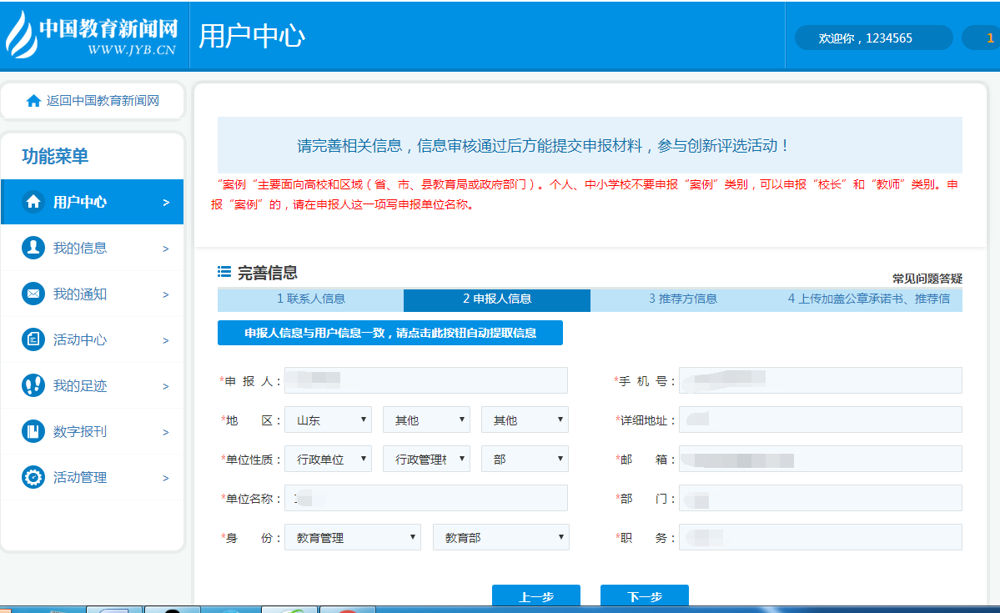 中国教育新闻网
WWW.JYB.CN
用户中心
欢迎你，1234565
1
返回中国教育新闻网
功能菜单
用户中心 >
我的信息 >
我的通知 >
活动中心 >
我的足迹 >
数字报刊 >
活动管理 >
请完善相关信息，信息审核通过后方能提交申报材料，参与创新评选活动！
“案例“主要面向高校和区域（省、市、县教育局或政府部门）。个人、中小学校不要申报“案例”类别，可以申报“校长”和“教师”类别。申
报“案例”的，请在申报人这一项写申报单位名称。
完善信息
常见问题答疑
1 联系人信息 2 申报人信息 3 推荐方信息 4 上传加盖公章承诺书、推荐信
申报人信息与用户信息一致，请点击此按钮自动提取信息
*申 报 人： *手 机 号：
*地 区： 山东 其他 其他 *详细地址：
*单位性质： 行政单位 行政管理 部 *邮 箱：
*单位名称： *部 门：
*身 份： 教育管理 教育部 *职 务：
上一步 下一步